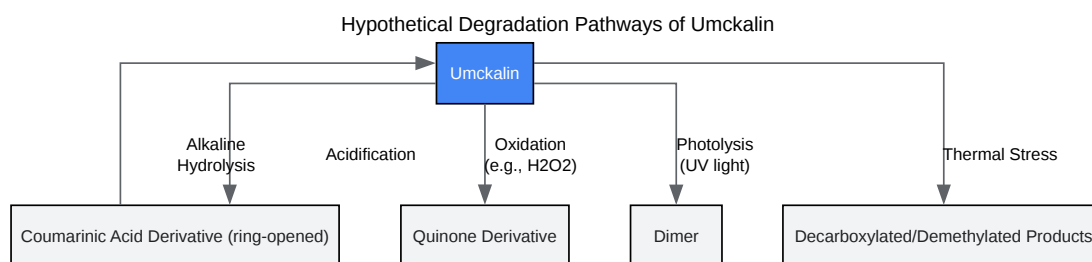 Hypothetical Degradation Pathways of Umckalin
Umckalin
Alkaline
Hydrolysis
Acidification
Oxidation
(e.g., H2O2)
Photolysis
(UV light)
Thermal Stress
Coumarinic Acid Derivative (ring-opened)
Quinone Derivative
Dimer
Decarboxylated/Demethylated Products